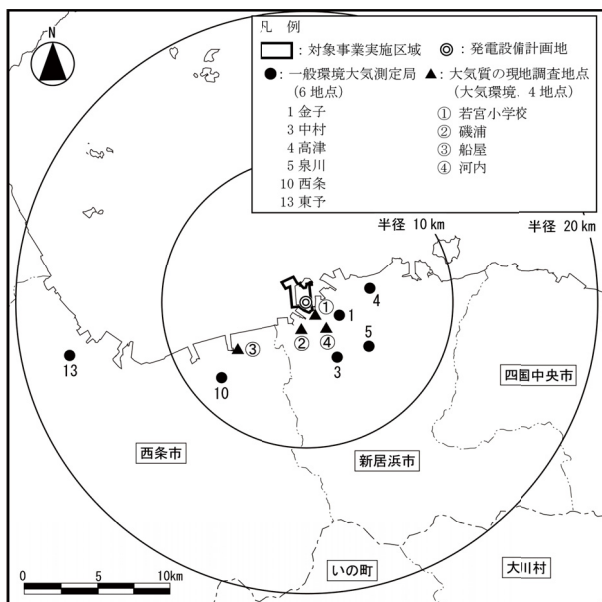 N
凡 例
：対象事業実施区域 ◎：発電設備計画地
●：一般環境大気測定局 ▲：大気質の現地調査地点
(6地点) (大気環境，4地点)
1 金子 ① 若宮小学校
3 中村 ② 磯浦
4 高津 ③ 船屋
5 泉川 ④ 河内
10 西条
13 東予
半径 10km 半径 20km
4
①
1
② ④
5
③
3
13
10
四国中央市
西条市
新居浜市
いの町
大川村
0 5 10km